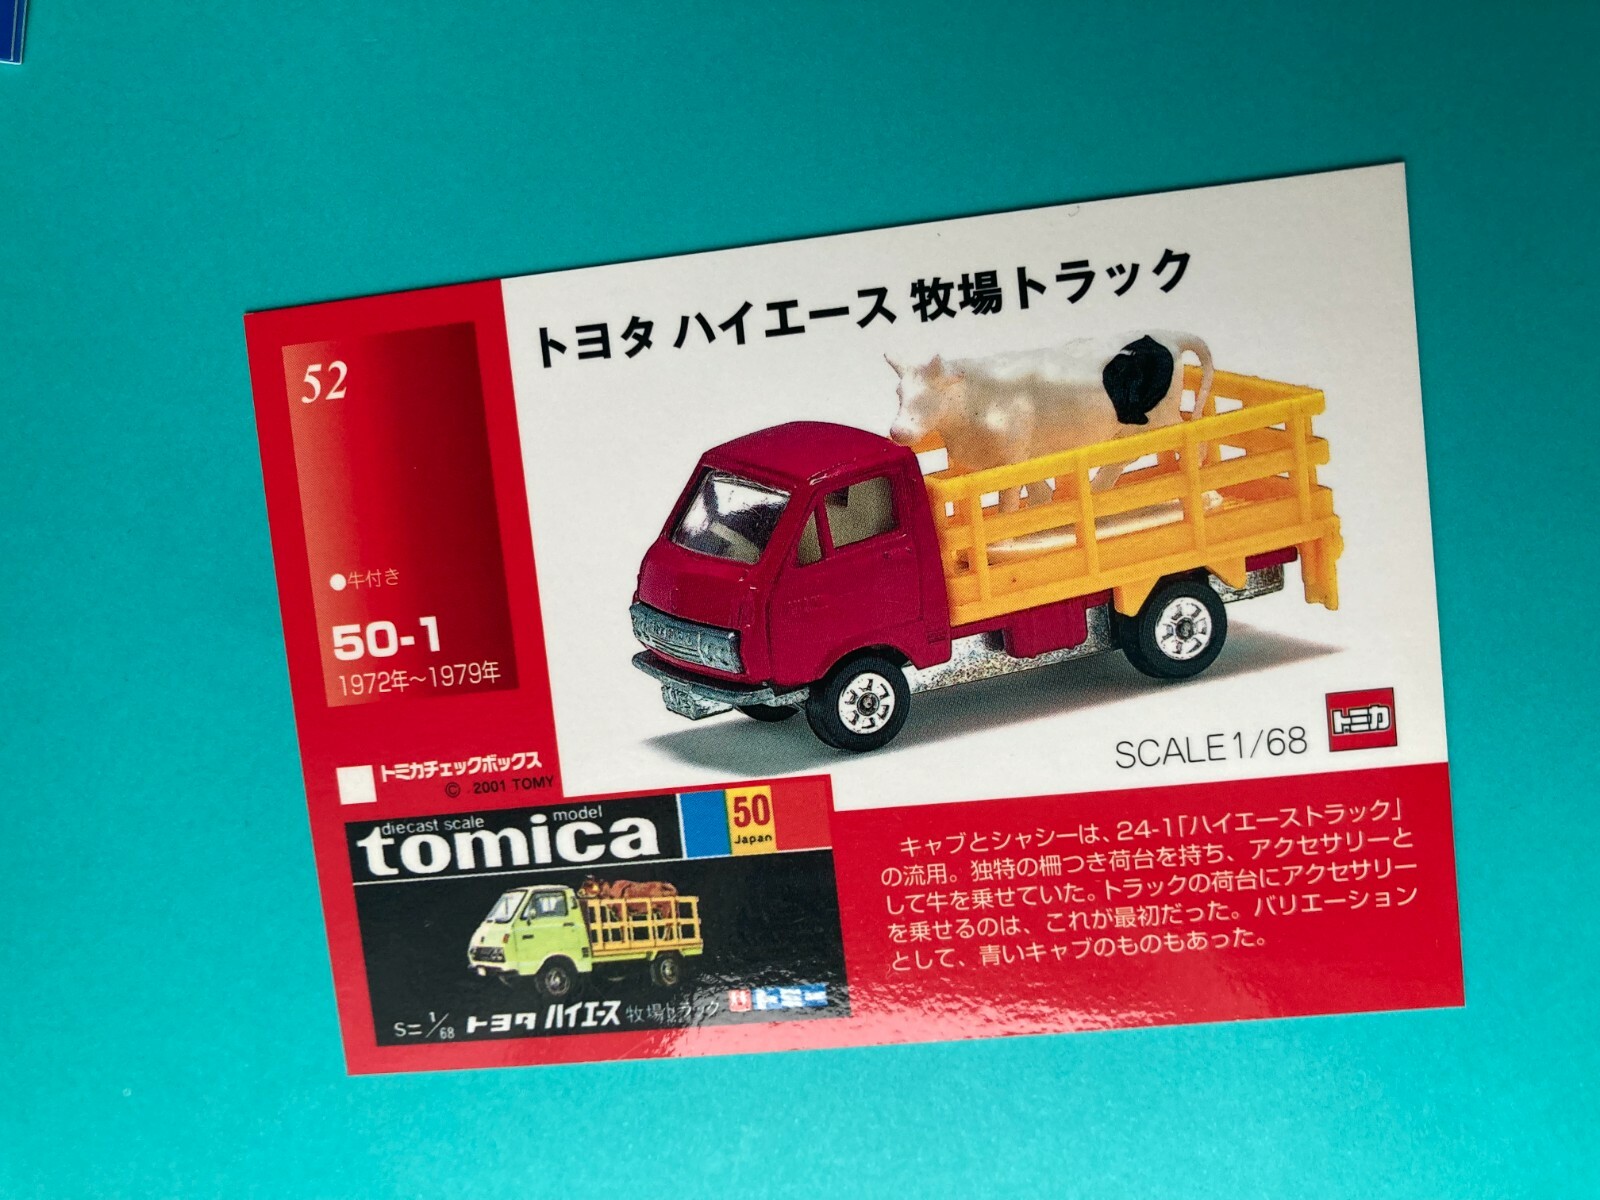 トヨタ ハイエース 牧場トラック
52
●牛付き
50-1
1972年～1979年
SCALE1/68
トミカ
トミカチェックボックス
© 2001 TOMY
diecast scale model
tomica
50
Japan
S=1/68 トヨタ ハイエース 牧場トラック トミー
キャブとシャシーは、24-1「ハイエーストラック」
の流用。独特の柵つき荷台を持ち、アクセサリーと
して牛を乗せていた。トラックの荷台にアクセサリー
を乗せるのは、これが最初だった。バリエーション
として、青いキャブのものもあった。